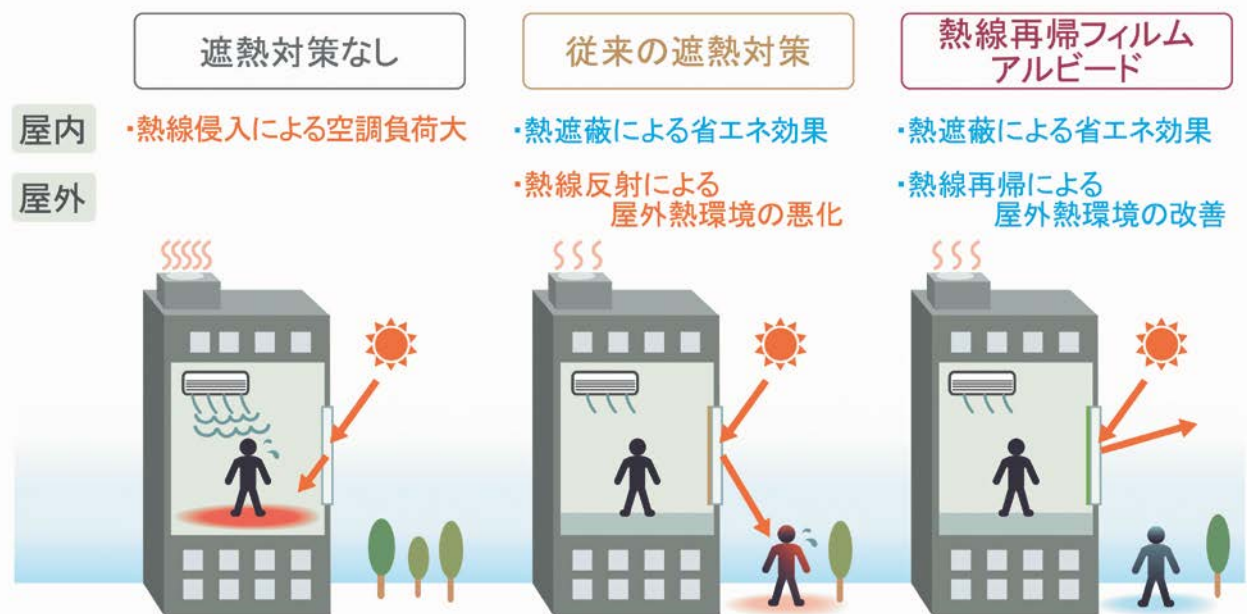 遮熱対策なし
従来の遮熱対策
熱線再帰フィルム
アルビード
屋内
・熱線侵入による空調負荷大
・熱遮蔽による省エネ効果
・熱遮蔽による省エネ効果
屋外
・熱線反射による
屋外熱環境の悪化
・熱線再帰による
屋外熱環境の改善